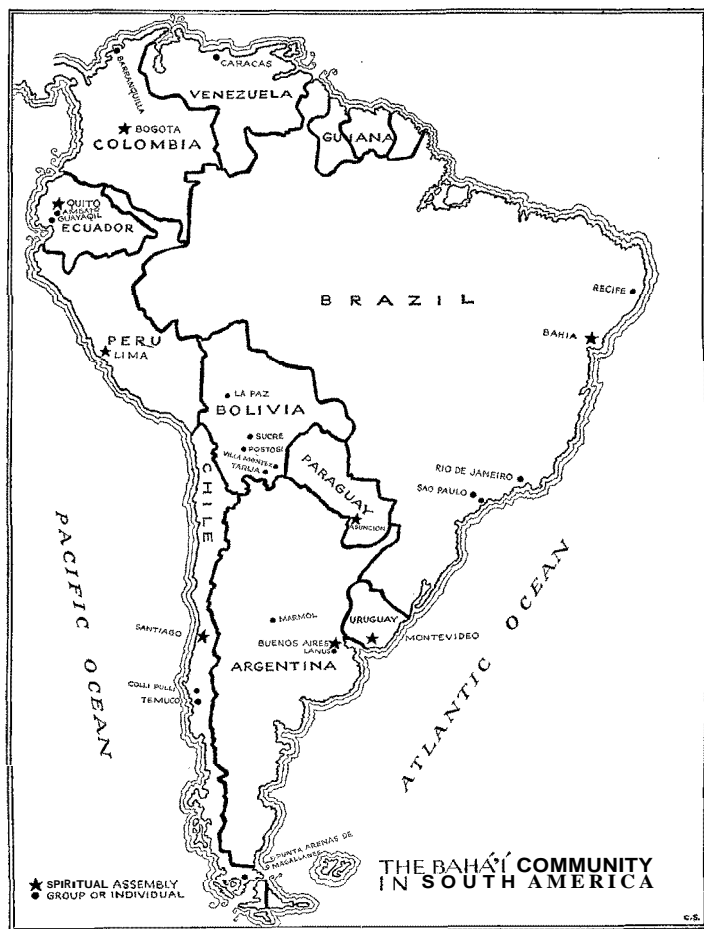 BARRANQUILLA
CARACAS
VENEZUELA
BOGOTA
COLOMBIA
GUIANA
QUITO
AMBATO
GUAYAQIL
ECUADOR
BRAZIL
RECIFE
BAHIA
PERU
LIMA
LA PAZ
BOLIVIA
SUCRE
POSTOSI
VILLA MONTEZ
TARIJA
PARAGUAY
ASUNCION
RIO DE JANEIRO
SAO PAULO
CHILE
PACIFIC OCEAN
ATLANTIC OCEAN
MARMOL
URUGUAY
SANTIAGO
BUENOS AIRES
MONTEVIDEO
LANUS
ARGENTINA
COLLI PULLI
TEMUCO
PUNTA ARENAS DE
MAGALLANES
THE BAHÁ'Í COMMUNITY
IN SOUTH AMERICA
SPIRITUAL ASSEMBLY
GROUP OR INDIVIDUAL
C.S.